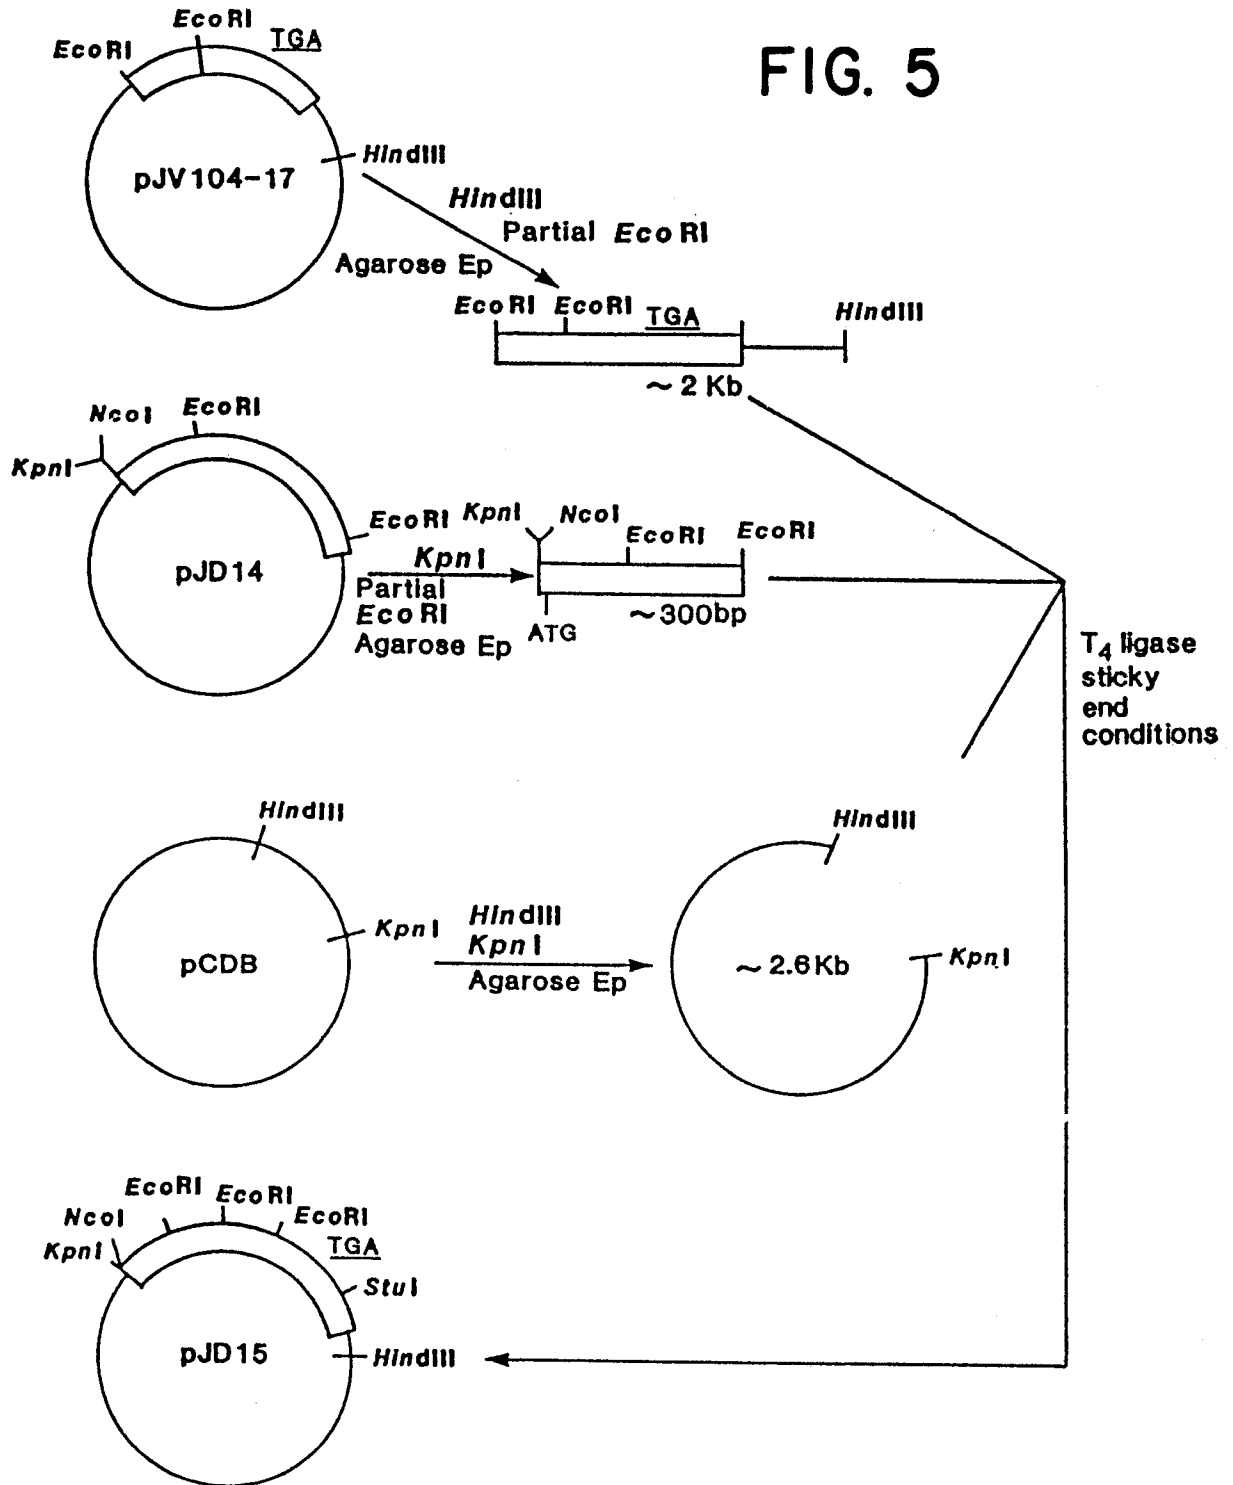 FIG. 5
EcoRI
EcoRI
TGA
pJV104-17
HindIII
HindIII
Partial EcoRI
Agarose Ep
EcoRI
EcoRI
TGA
HindIII
~ 2 Kb
NcoI
EcoRI
KpnI
EcoRI
pJD14
KpnI
Partial
EcoRI
Agarose Ep
KpnI
NcoI
EcoRI
EcoRI
~300bp
ATG
T4 ligase
sticky
end
conditions
HindIII
KpnI
pCDB
HindIII
KpnI
Agarose Ep
HindIII
KpnI
~ 2.6Kb
EcoRI
EcoRI
EcoRI
NcoI
KpnI
TGA
StuI
pJD15
HindIII